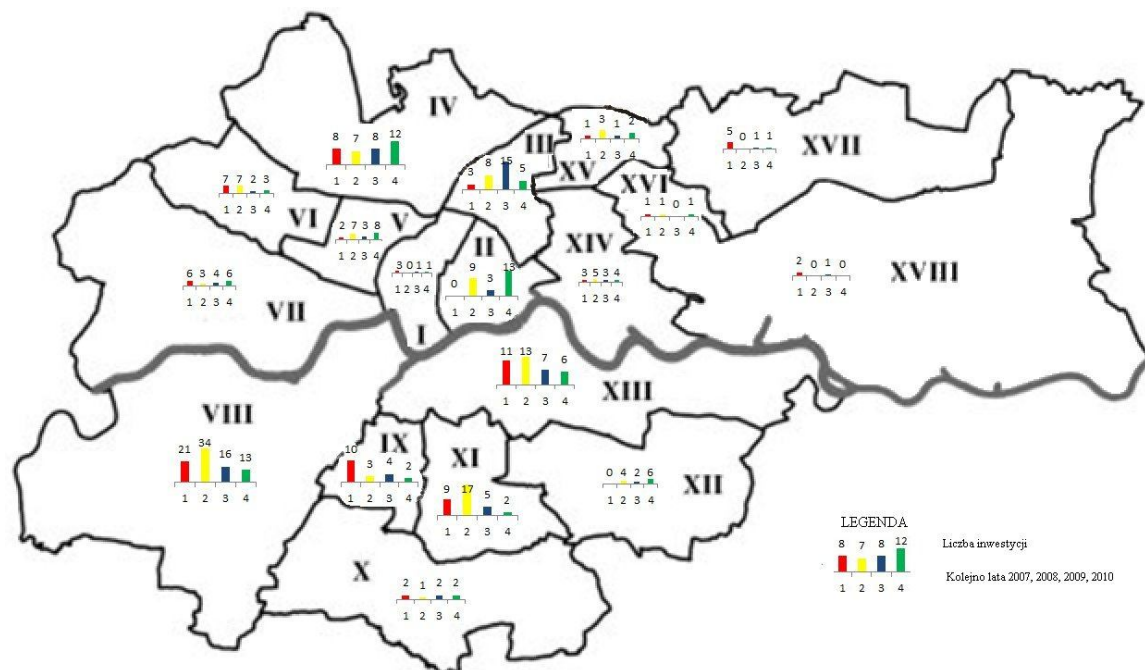 IV
8 7 8 12
1 2 3 4
III
3 8 15 5
1 2 3 4
1 3 1 2
1 2 3 4
XV
XVII
5 0 1 1
1 2 3 4
XVI
1 1 0 1
1 2 3 4
7 7 2 3
1 2 3 4
VI
V
2 7 3 8
1 2 3 4
II
0 9 3 13
1 2 3 4
3 0 1 1
1 2 3 4
I
XIV
3 5 3 4
1 2 3 4
XVIII
2 0 1 0
1 2 3 4
6 3 4 6
1 2 3 4
VII
11 13 7 6
1 2 3 4
XIII
VIII
21 34 16 13
1 2 3 4
IX
10 3 4 2
1 2 3 4
XI
9 17 5 2
1 2 3 4
0 4 2 6
1 2 3 4
XII
X
2 1 2 2
1 2 3 4
LEGENDA
8 7 8 12
Liczba inwestycji
1 2 3 4
Kolejno lata 2007, 2008, 2009, 2010